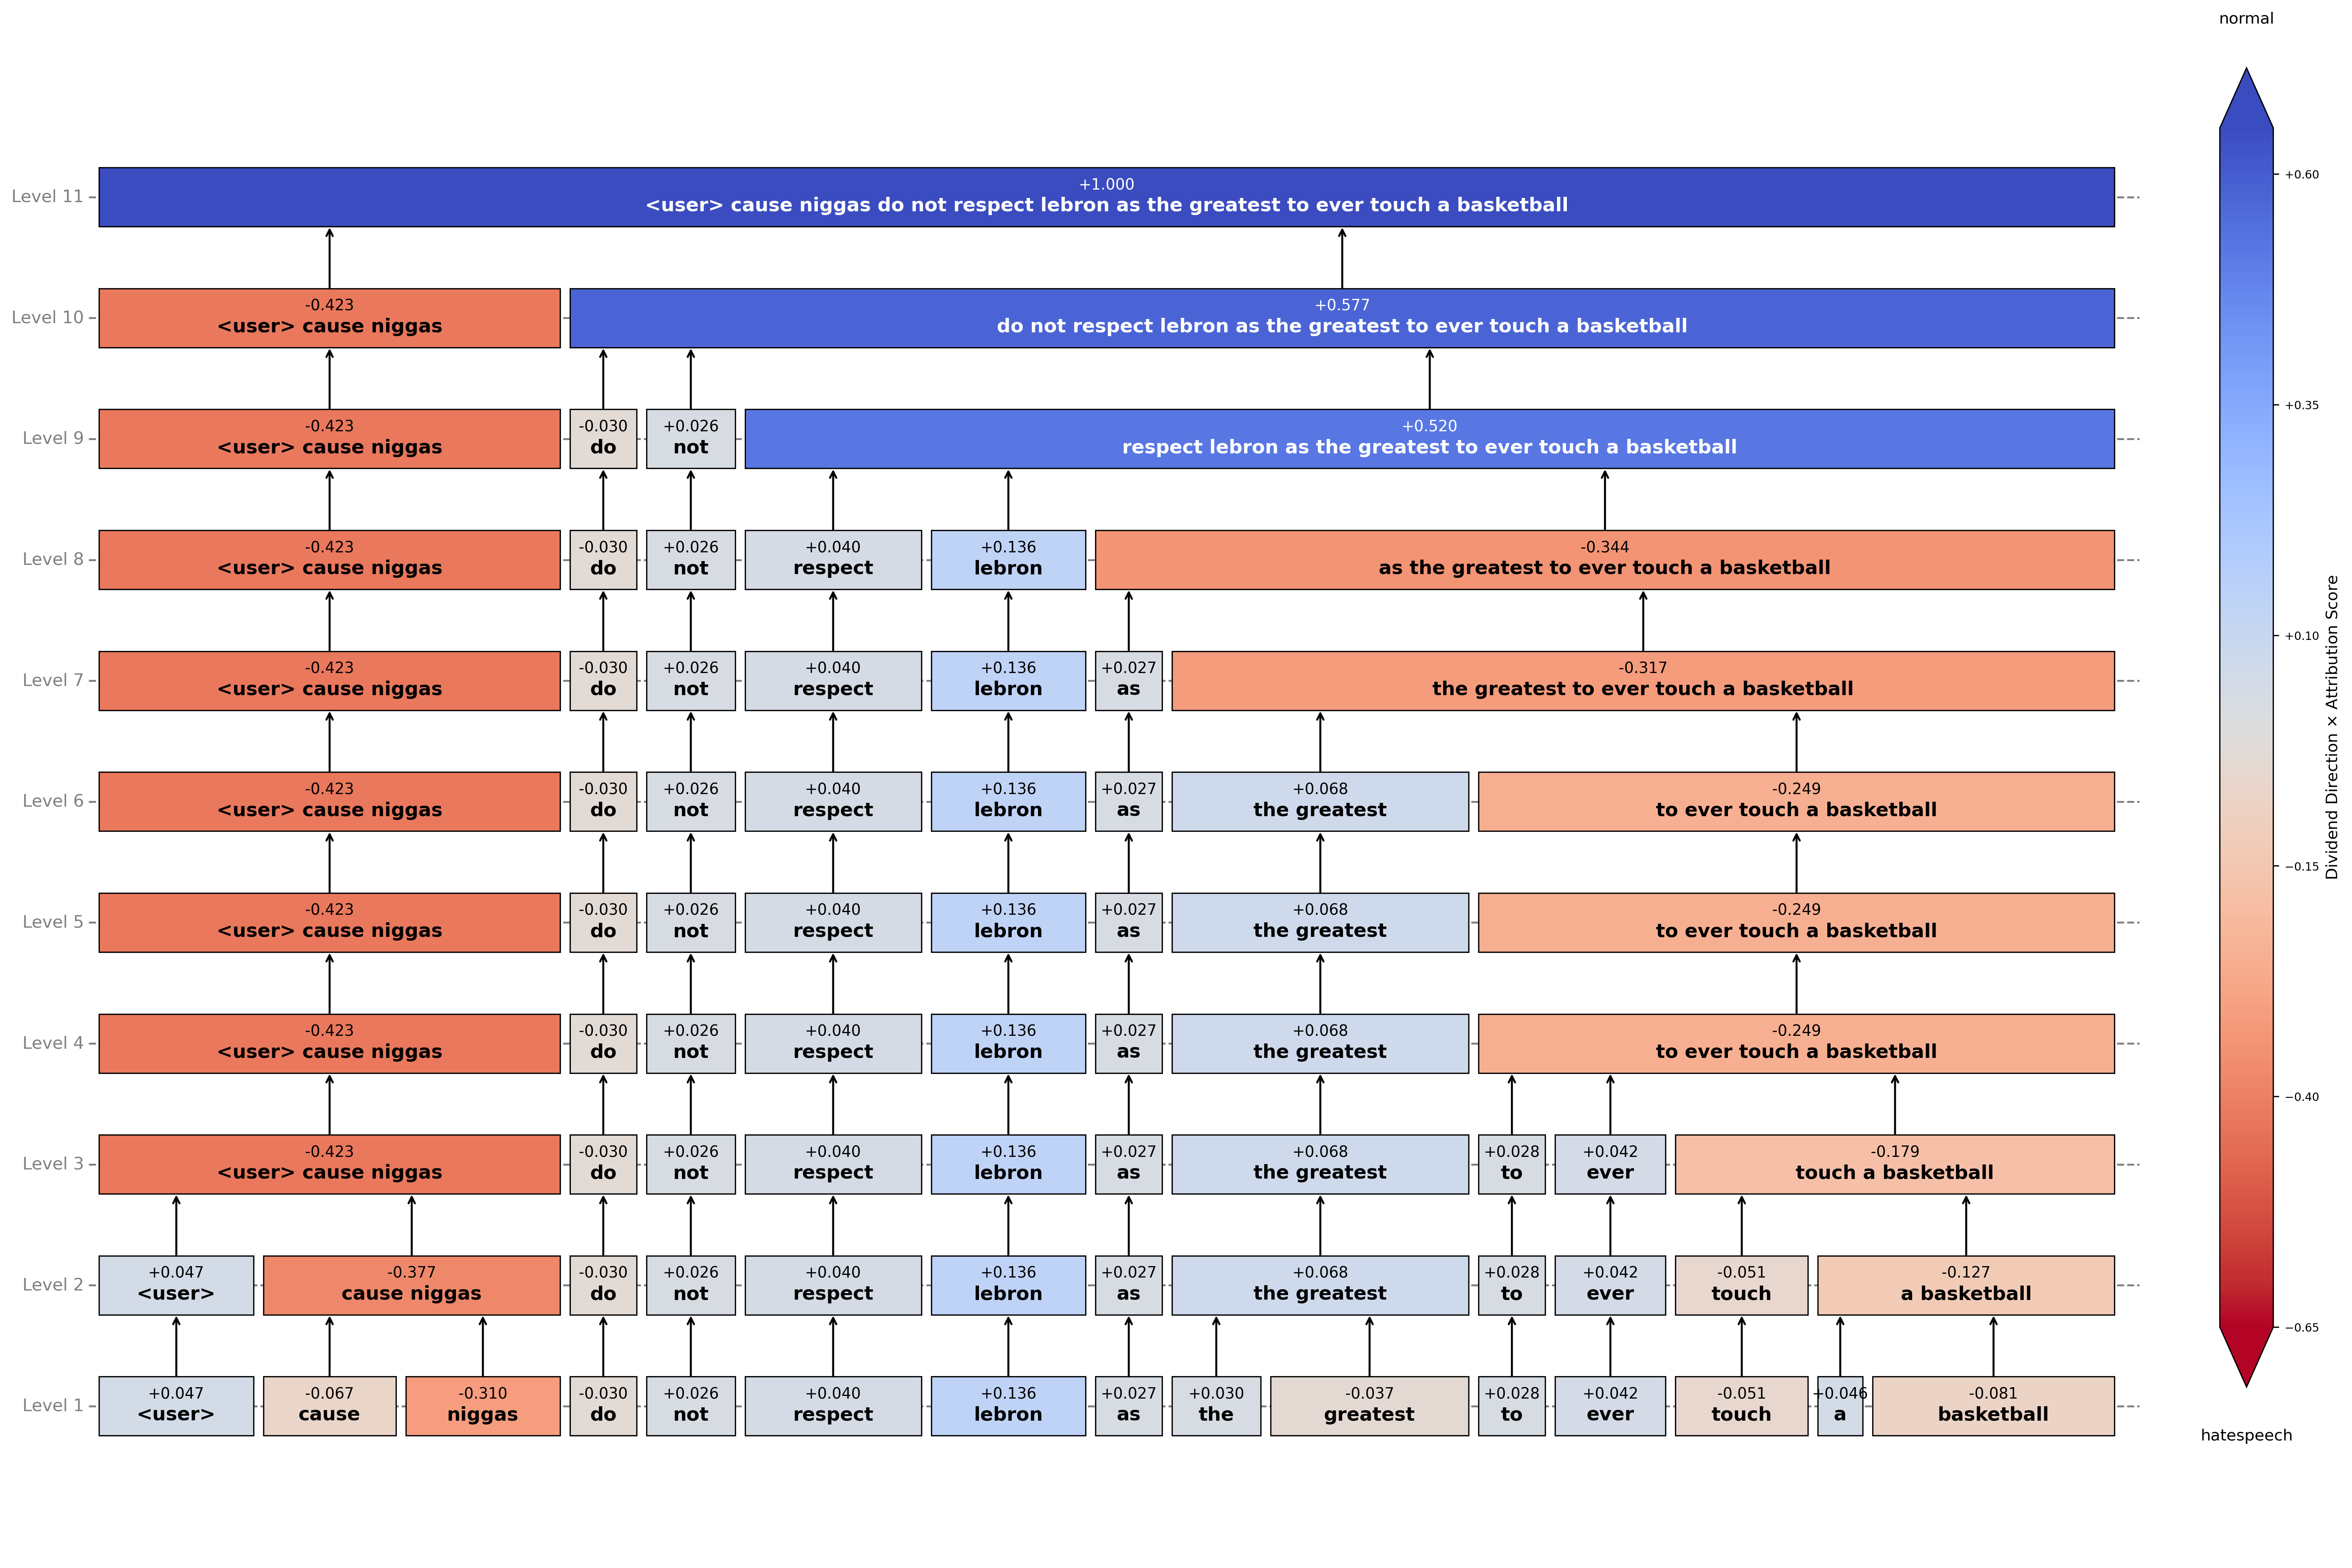 normal
Level 11
+1.000
<user> cause niggas do not respect lebron as the greatest to ever touch a basketball
Level 10
-0.423
<user> cause niggas
+0.577
do not respect lebron as the greatest to ever touch a basketball
Level 9
-0.423
<user> cause niggas
-0.030
do
+0.026
not
+0.520
respect lebron as the greatest to ever touch a basketball
Level 8
-0.423
<user> cause niggas
-0.030
do
+0.026
not
+0.040
respect
+0.136
lebron
-0.344
as the greatest to ever touch a basketball
Level 7
-0.423
<user> cause niggas
-0.030
do
+0.026
not
+0.040
respect
+0.136
lebron
+0.027
as
-0.317
the greatest to ever touch a basketball
Level 6
-0.423
<user> cause niggas
-0.030
do
+0.026
not
+0.040
respect
+0.136
lebron
+0.027
as
+0.068
the greatest
-0.249
to ever touch a basketball
Level 5
-0.423
<user> cause niggas
-0.030
do
+0.026
not
+0.040
respect
+0.136
lebron
+0.027
as
+0.068
the greatest
-0.249
to ever touch a basketball
Level 4
-0.423
<user> cause niggas
-0.030
do
+0.026
not
+0.040
respect
+0.136
lebron
+0.027
as
+0.068
the greatest
-0.249
to ever touch a basketball
Level 3
-0.423
<user> cause niggas
-0.030
do
+0.026
not
+0.040
respect
+0.136
lebron
+0.027
as
+0.068
the greatest
+0.028
to
+0.042
ever
-0.179
touch a basketball
Level 2
+0.047
<user>
-0.377
cause niggas
-0.030
do
+0.026
not
+0.040
respect
+0.136
lebron
+0.027
as
+0.068
the greatest
+0.028
to
+0.042
ever
-0.051
touch
-0.127
a basketball
Level 1
+0.047
<user>
-0.067
cause
-0.310
niggas
-0.030
do
+0.026
not
+0.040
respect
+0.136
lebron
+0.027
as
+0.030
the
-0.037
greatest
+0.028
to
+0.042
ever
-0.051
touch
+0.046
a
-0.081
basketball
+0.60
+0.35
+0.10
−0.15
−0.40
−0.65
Dividend Direction × Attribution Score
hatespeech